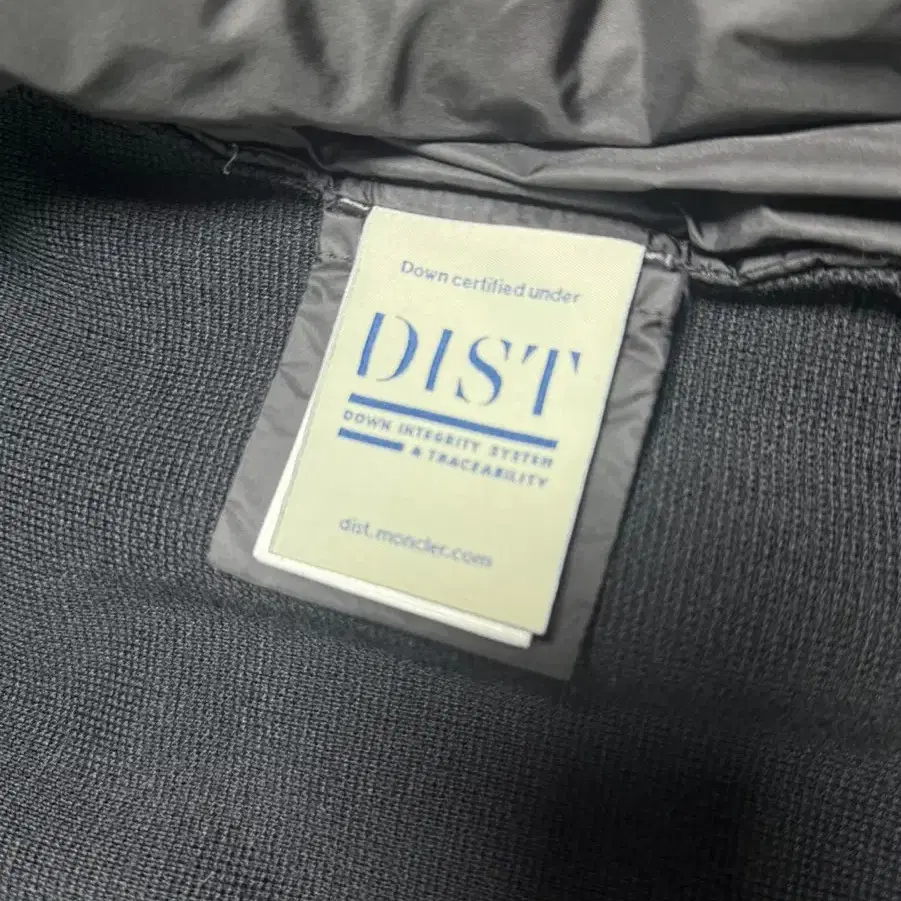 Down certified under
DIST
DOWN INTEGRITY SYSTEM
& TRACEABILITY
dist.moncler.com